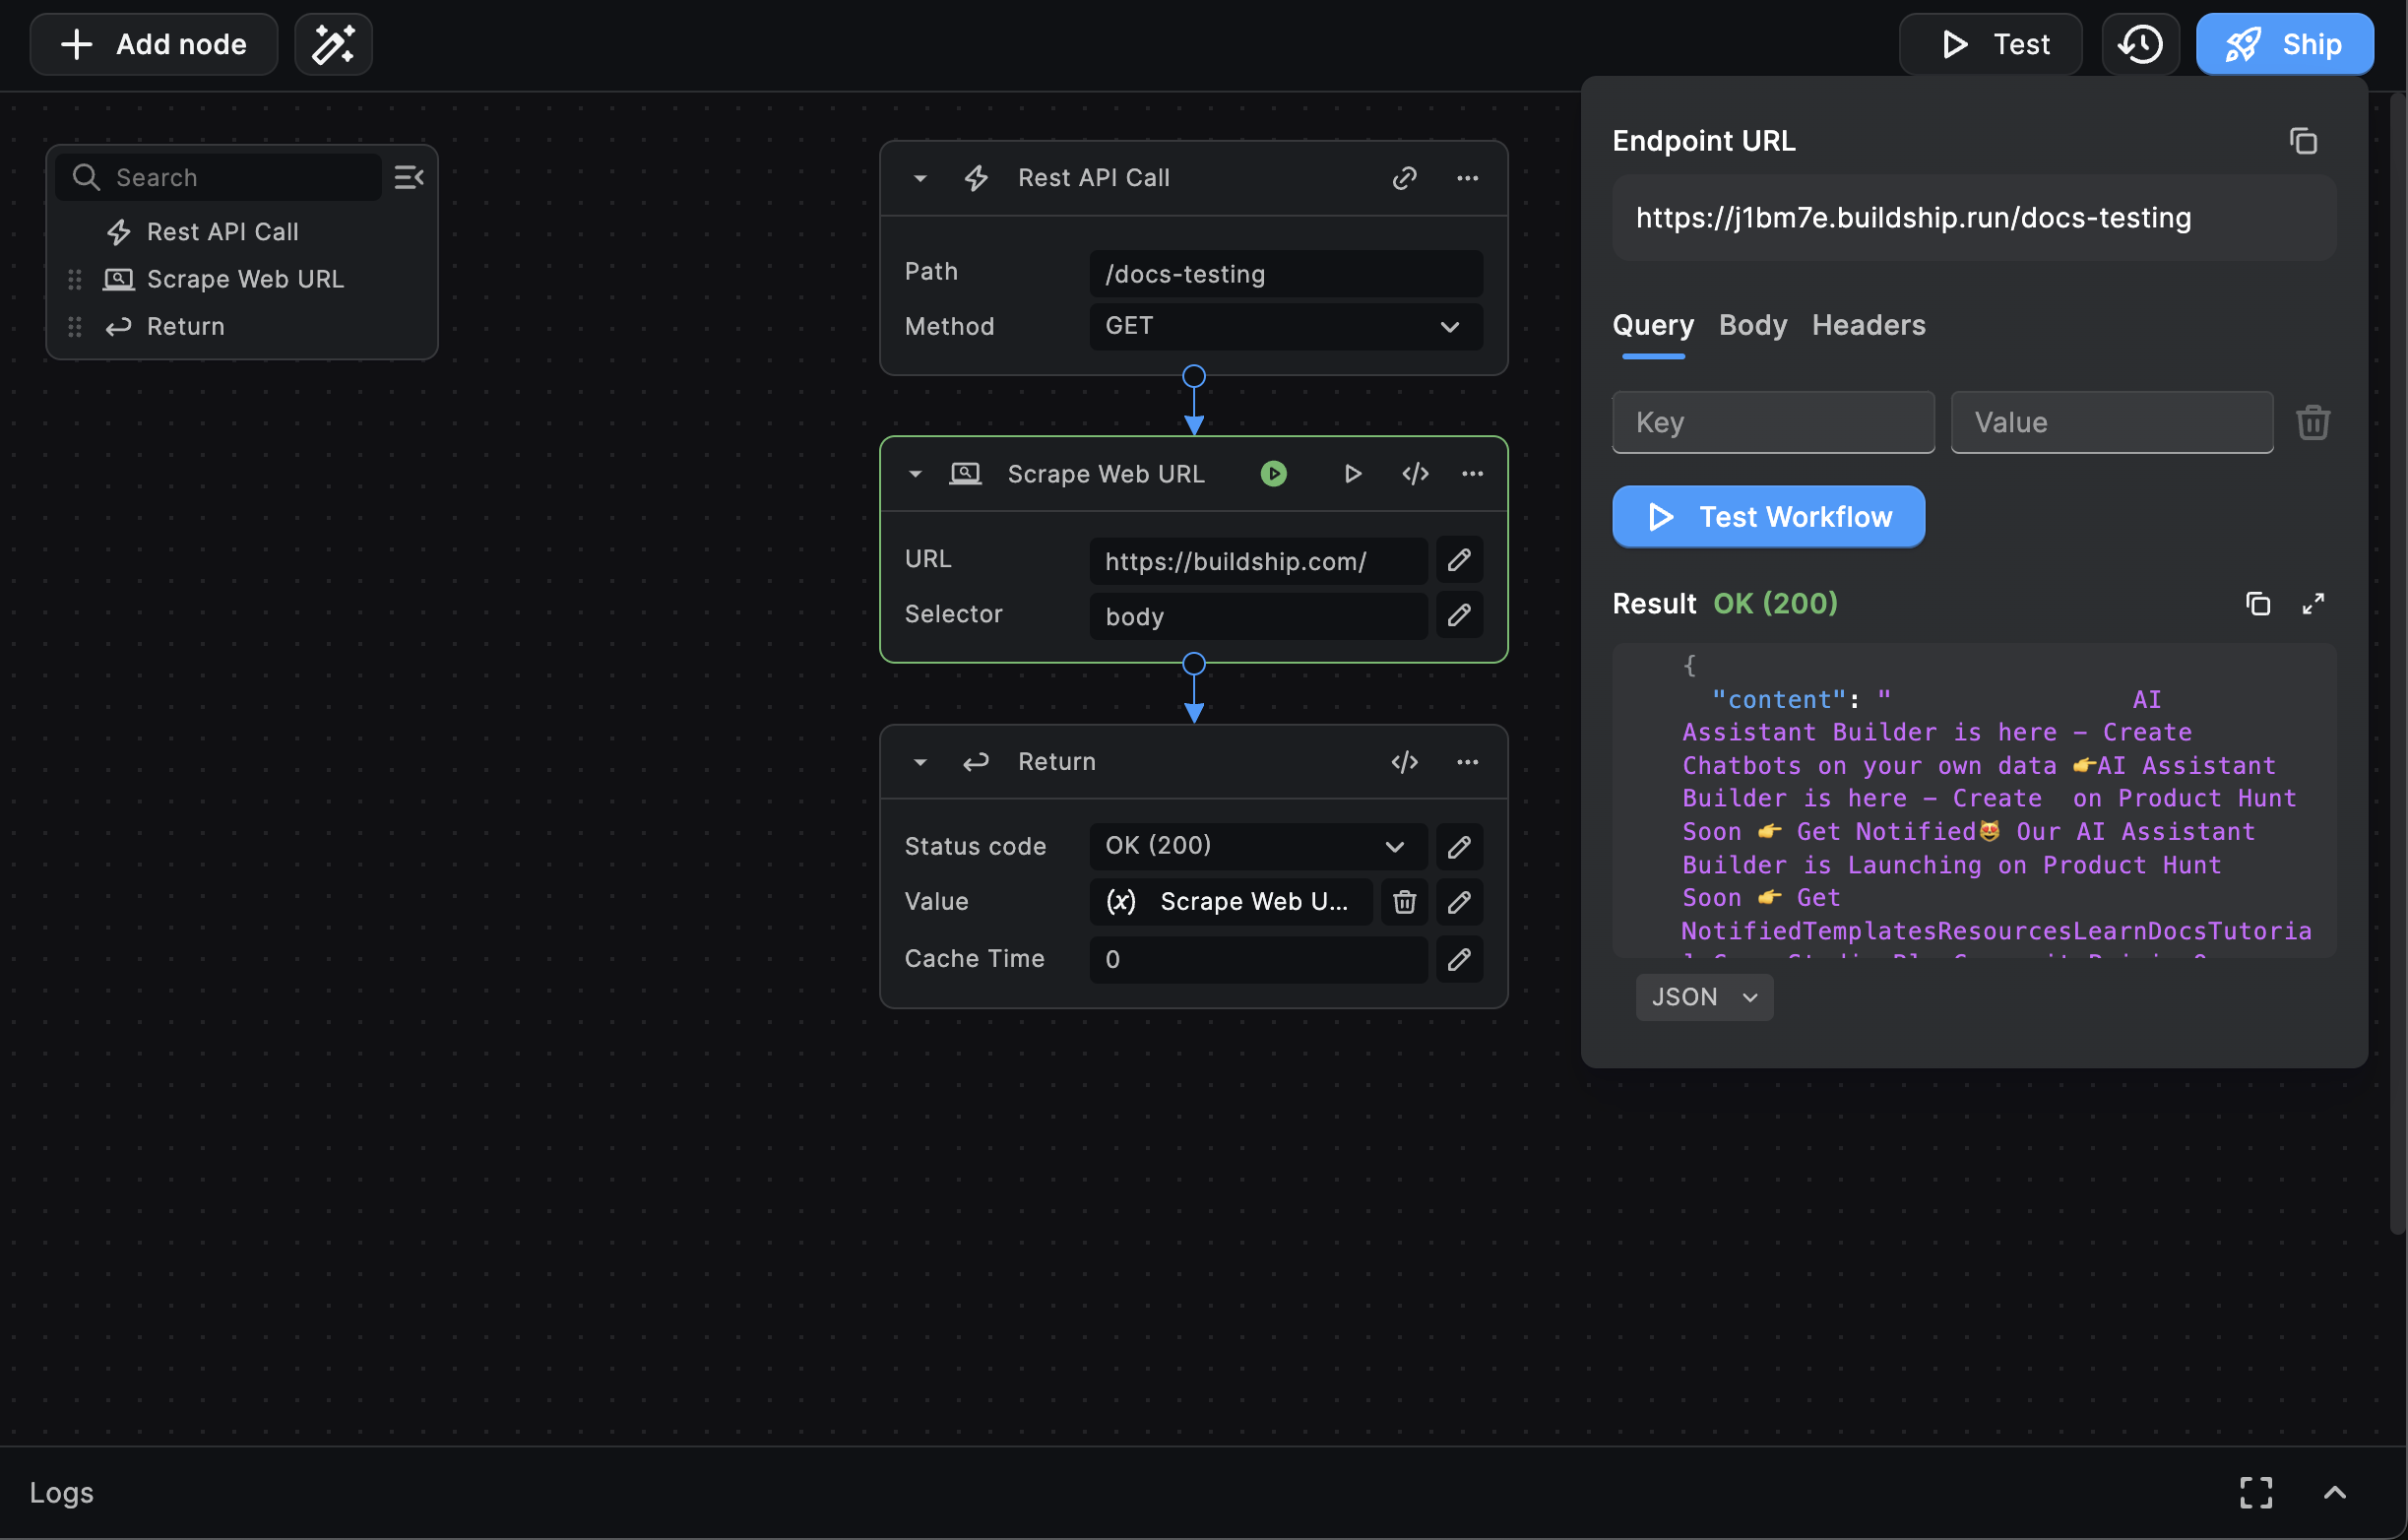 Add node
Test
Ship
Search
Rest API Call
Scrape Web URL
Return
Rest API Call
Path
/docs-testing
Method
GET
Scrape Web URL
URL
https://buildship.com/
Selector
body
Return
Status code
OK (200)
Value
(x) Scrape Web U...
Cache Time
0
Endpoint URL
https://j1bm7e.buildship.run/docs-testing
Query Body Headers
Key
Value
Test Workflow
Result OK (200)
{
"content": " AI
Assistant Builder is here – Create
Chatbots on your own data 👉AI Assistant
Builder is here – Create  on Product Hunt
Soon 👉 Get Notified😻 Our AI Assistant
Builder is Launching on Product Hunt
Soon 👉 Get
NotifiedTemplatesResourcesLearnDocsTutoria
JSON
Logs